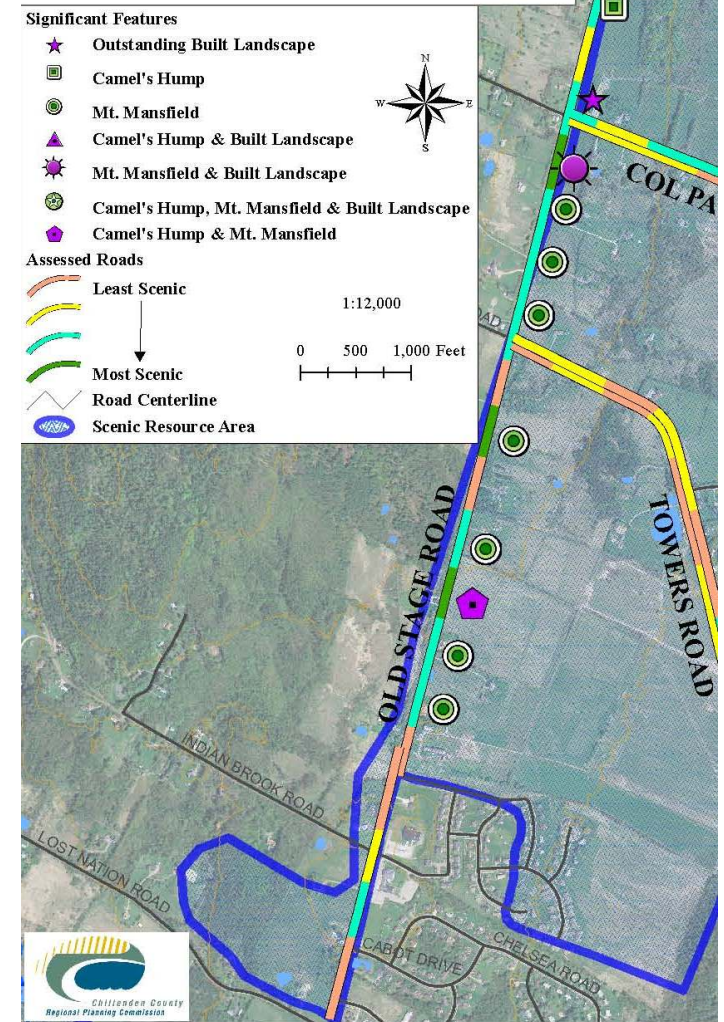 Significant Features
Outstanding Built Landscape
Camel's Hump
Mt. Mansfield
Camel's Hump & Built Landscape
Mt. Mansfield & Built Landscape
Camel's Hump, Mt. Mansfield & Built Landscape
Camel's Hump & Mt. Mansfield
Assessed Roads
Least Scenic
Most Scenic
Road Centerline
Scenic Resource Area
N
W
E
S
1:12,000
0 500 1,000 Feet
COL PA
OAD
OLD STAGE ROAD
TOWERS ROAD
INDIAN BROOK ROAD
LOST NATION ROAD
CABOT DRIVE
CHELSEA ROAD
Chittenden County
Regional Planning Commission